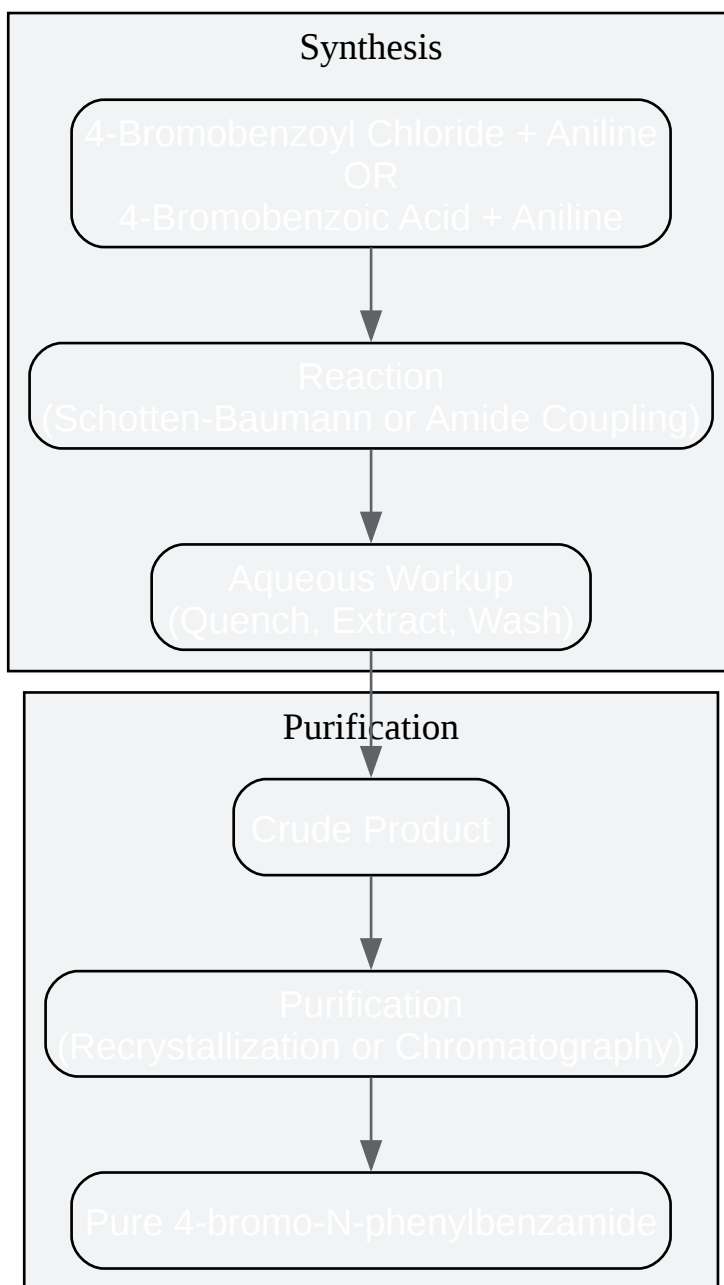 Synthesis
4-Bromobenzoyl Chloride + Aniline
OR
4-Bromobenzoic Acid + Aniline
Reaction
(Schotten-Baumann or Amide Coupling)
Aqueous Workup
(Quench, Extract, Wash)
Purification
Crude Product
Purification
(Recrystallization or Chromatography)
Pure 4-bromo-N-phenylbenzamide